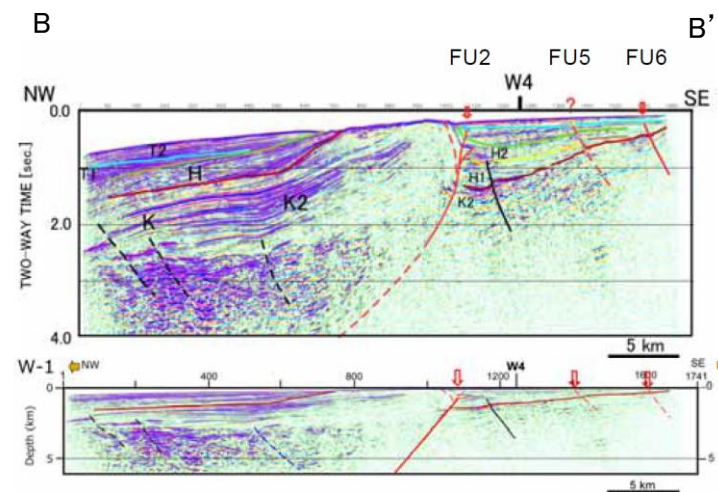 B B’
FU2 FU5 FU6
W4
NW SE
0.0
1.0
2.0
3.0
4.0
TWO-WAY TIME [sec.]
?
T2
T1
H
K
K2
H2
H1
K2
5 km
W-1 NW W4 SE
1 400 800 1200 1600 1741
0 0
5 5
Depth (km)
5 km